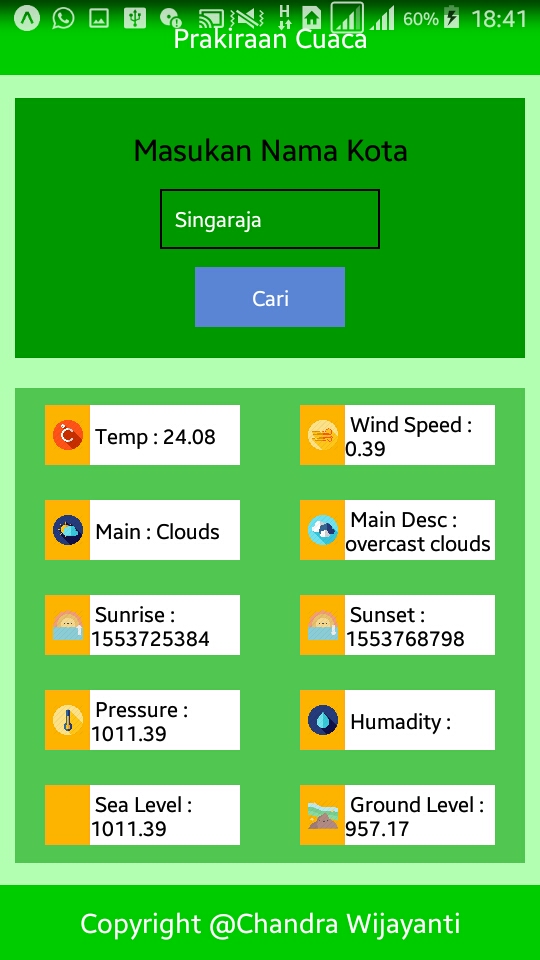 H 60% 18:41
Prakiraan Cuaca
Masukan Nama Kota
Singaraja
Cari
C Temp : 24.08
Wind Speed :
0.39
Main : Clouds
Main Desc :
overcast clouds
Sunrise :
1553725384
Sunset :
1553768798
Pressure :
1011.39
Humadity :
Sea Level :
1011.39
Ground Level :
957.17
Copyright @Chandra Wijayanti